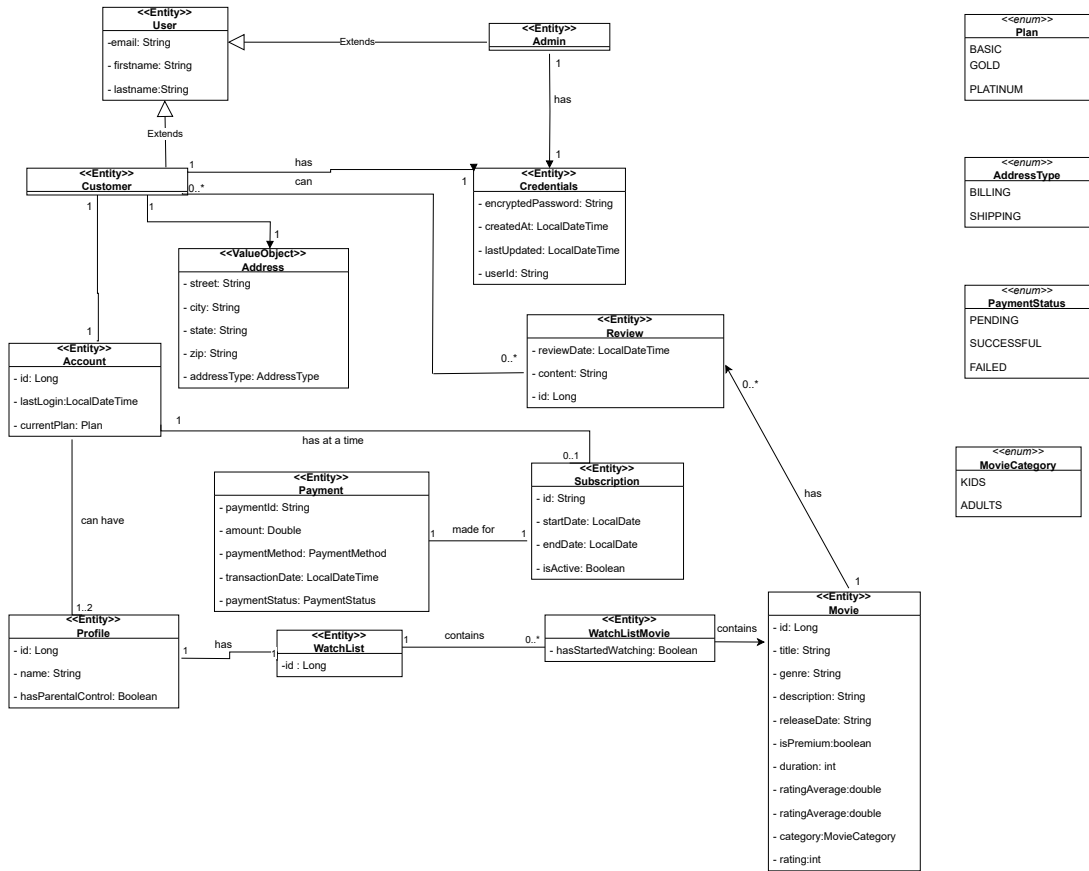 <<Entity>>
User
-email: String
- firstname: String
- lastname:String
Extends
<<Entity>>
Admin
1
has
1
Extends
<<Entity>>
Customer
1
has
1
0..*
can
0..*
1
1
1
1
<<Entity>>
Credentials
- encryptedPassword: String
- createdAt: LocalDateTime
- lastUpdated: LocalDateTime
- userId: String
<<ValueObject>>
Address
- street: String
- city: String
- state: String
- zip: String
- addressType: AddressType
<<Entity>>
Review
- reviewDate: LocalDateTime
- content: String
- id: Long
0..*
has
1
<<Entity>>
Account
- id: Long
- lastLogin:LocalDateTime
- currentPlan: Plan
1
has at a time
0..1
<<Entity>>
Subscription
- id: String
- startDate: LocalDate
- endDate: LocalDate
- isActive: Boolean
<<Entity>>
Payment
- paymentId: String
- amount: Double
- paymentMethod: PaymentMethod
- transactionDate: LocalDateTime
- paymentStatus: PaymentStatus
1
made for
1
can have
1..2
<<Entity>>
Profile
- id: Long
- name: String
- hasParentalControl: Boolean
1
has
1
<<Entity>>
WatchList
-id : Long
1
contains
0..*
<<Entity>>
WatchListMovie
- hasStartedWatching: Boolean
contains
<<Entity>>
Movie
- id: Long
- title: String
- genre: String
- description: String
- releaseDate: String
- isPremium:boolean
- duration: int
- ratingAverage:double
- ratingAverage:double
- category:MovieCategory
- rating:int
<<enum>>
Plan
BASIC
GOLD
PLATINUM
<<enum>>
AddressType
BILLING
SHIPPING
<<enum>>
PaymentStatus
PENDING
SUCCESSFUL
FAILED
<<enum>>
MovieCategory
KIDS
ADULTS